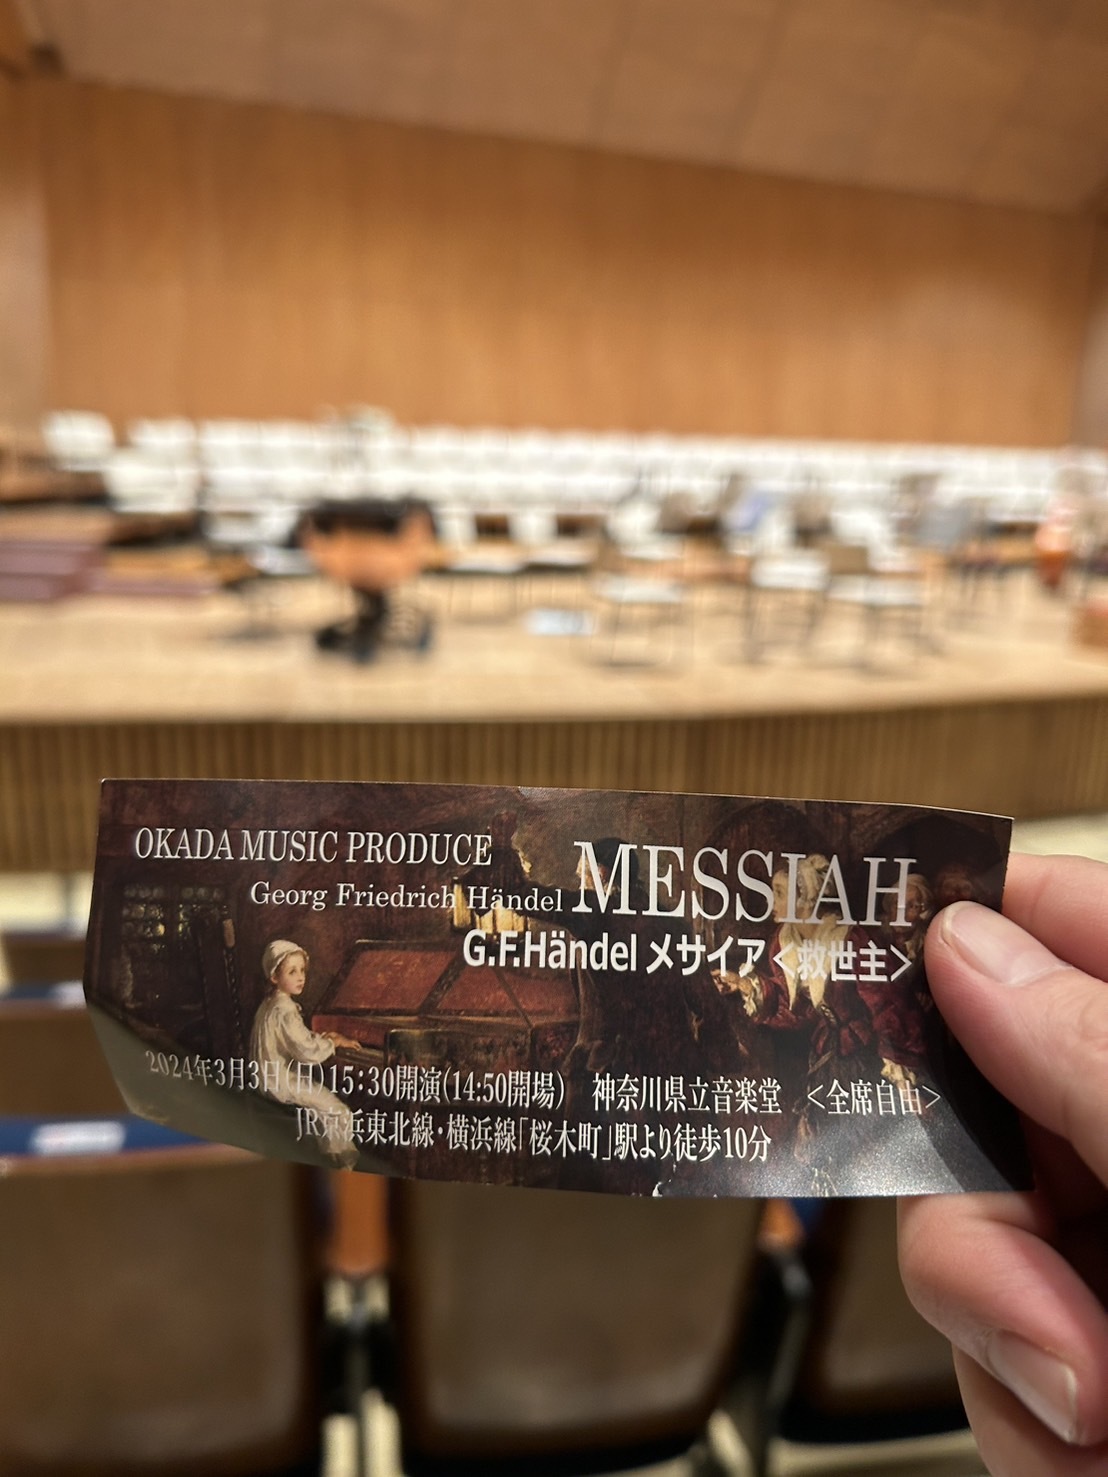 OKADA MUSIC PRODUCE
Georg Friedrich Händel MESSIAH
G.F.Händel メサイア<救世主>
2024年3月3日(日)15:30開演(14:50開場) 神奈川県立音楽堂 <全席自由>
JR京浜東北線・横浜線「桜木町」駅より徒歩10分